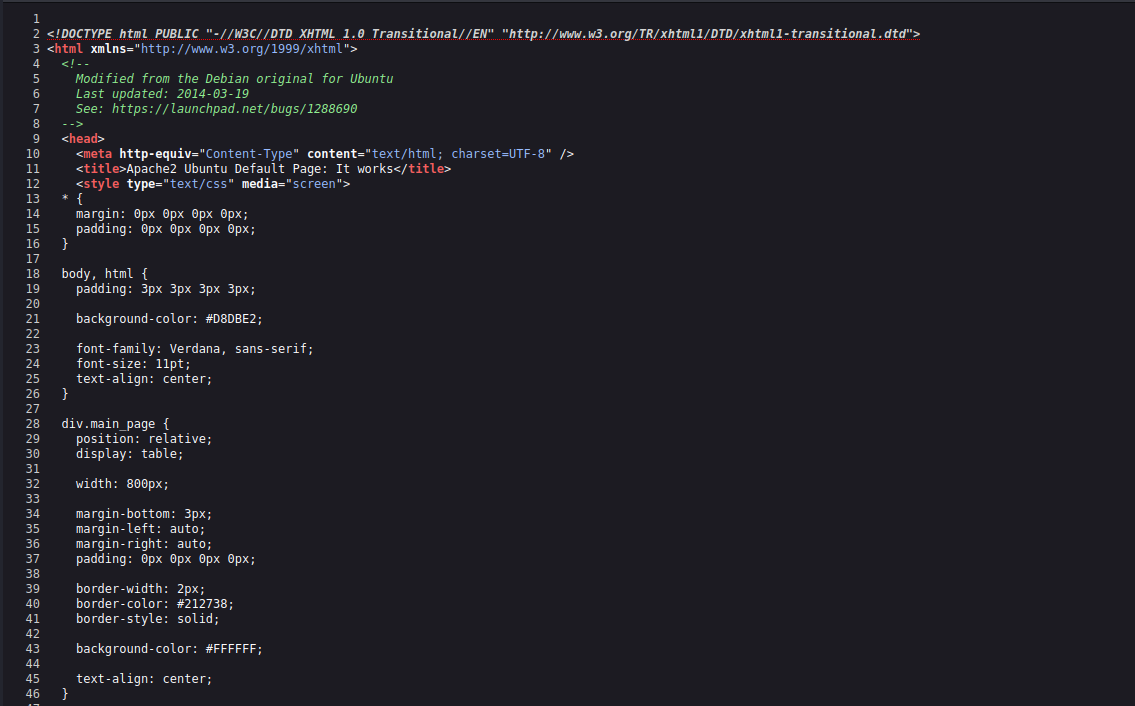 1
2 <!DOCTYPE html PUBLIC "-//W3C//DTD XHTML 1.0 Transitional//EN" "http://www.w3.org/TR/xhtml1/DTD/xhtml1-transitional.dtd">
3 <html xmlns="http://www.w3.org/1999/xhtml">
4   <!--
5     Modified from the Debian original for Ubuntu
6     Last updated: 2014-03-19
7     See: https://launchpad.net/bugs/1288690
8   -->
9   <head>
10     <meta http-equiv="Content-Type" content="text/html; charset=UTF-8" />
11     <title>Apache2 Ubuntu Default Page: It works</title>
12     <style type="text/css" media="screen">
13   * {
14     margin: 0px 0px 0px 0px;
15     padding: 0px 0px 0px 0px;
16   }
17
18   body, html {
19     padding: 3px 3px 3px 3px;
20
21     background-color: #D8DBE2;
22
23     font-family: Verdana, sans-serif;
24     font-size: 11pt;
25     text-align: center;
26   }
27
28   div.main_page {
29     position: relative;
30     display: table;
31
32     width: 800px;
33
34     margin-bottom: 3px;
35     margin-left: auto;
36     margin-right: auto;
37     padding: 0px 0px 0px 0px;
38
39     border-width: 2px;
40     border-color: #212738;
41     border-style: solid;
42
43     background-color: #FFFFFF;
44
45     text-align: center;
46   }